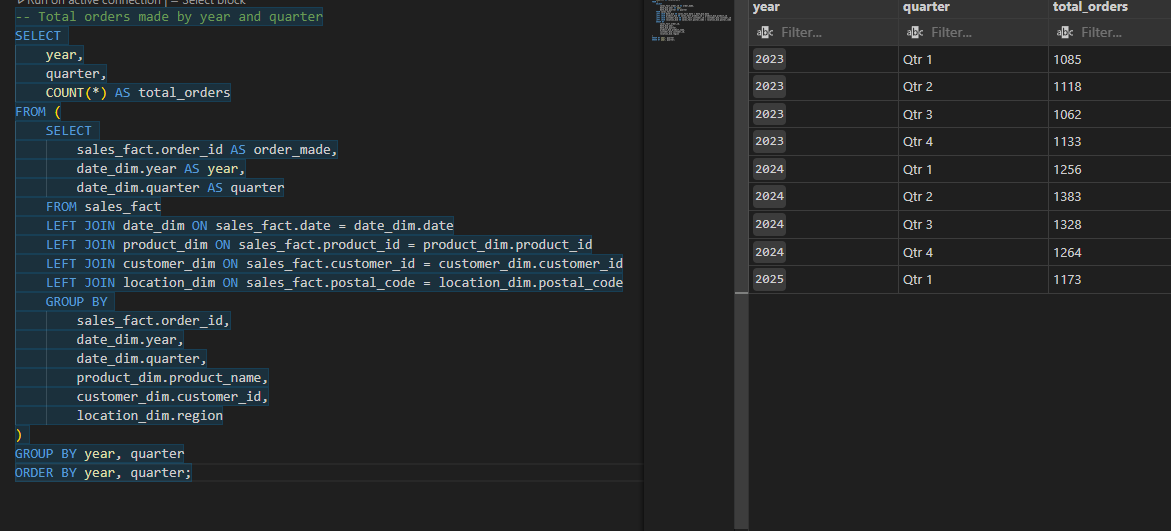 Run on active connection | = Select block
-- Total orders made by year and quarter
SELECT
year,
quarter,
COUNT(*) AS total_orders
FROM (
SELECT
sales_fact.order_id AS order_made,
date_dim.year AS year,
date_dim.quarter AS quarter
FROM sales_fact
LEFT JOIN date_dim ON sales_fact.date = date_dim.date
LEFT JOIN product_dim ON sales_fact.product_id = product_dim.product_id
LEFT JOIN customer_dim ON sales_fact.customer_id = customer_dim.customer_id
LEFT JOIN location_dim ON sales_fact.postal_code = location_dim.postal_code
GROUP BY
sales_fact.order_id,
date_dim.year,
date_dim.quarter,
product_dim.product_name,
customer_dim.customer_id,
location_dim.region
)
GROUP BY year, quarter
ORDER BY year, quarter;
year quarter total_orders
abc Filter... abc Filter... abc Filter...
2023 Qtr 1 1085
2023 Qtr 2 1118
2023 Qtr 3 1062
2023 Qtr 4 1133
2024 Qtr 1 1256
2024 Qtr 2 1383
2024 Qtr 3 1328
2024 Qtr 4 1264
2025 Qtr 1 1173